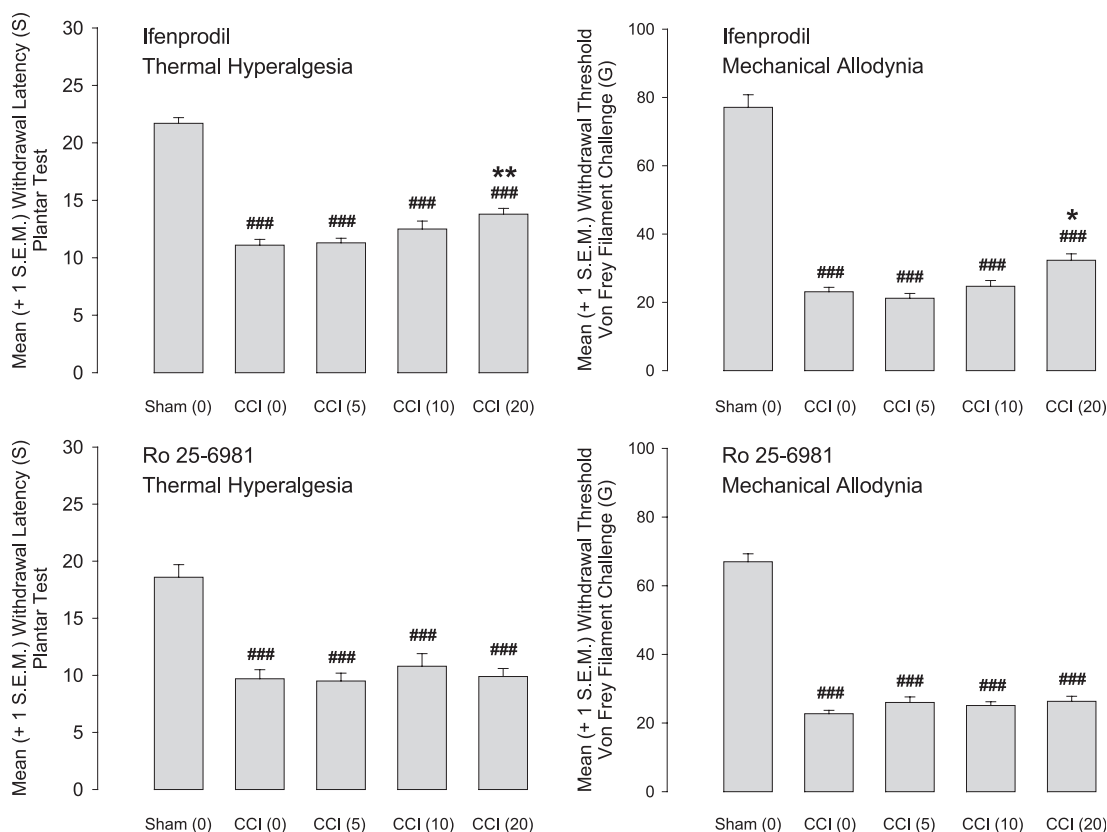 Mean (+ 1 S.E.M.) Withdrawal Latency (S)
Plantar Test
30
25
20
15
10
5
0
Ifenprodil
Thermal Hyperalgesia
###
###
###
**
###
Sham (0) CCI (0) CCI (5) CCI (10) CCI (20)
Mean (+ 1 S.E.M.) Withdrawal Threshold
Von Frey Filament Challenge (G)
100
80
60
40
20
0
Ifenprodil
Mechanical Allodynia
###
###
###
*
###
Sham (0) CCI (0) CCI (5) CCI (10) CCI (20)
Mean (+ 1 S.E.M.) Withdrawal Latency (S)
Plantar Test
30
25
20
15
10
5
0
Ro 25-6981
Thermal Hyperalgesia
###
###
###
###
Sham (0) CCI (0) CCI (5) CCI (10) CCI (20)
Mean (+ 1 S.E.M.) Withdrawal Threshold
Von Frey Filament Challenge (G)
100
80
60
40
20
0
Ro 25-6981
Mechanical Allodynia
###
###
###
###
Sham (0) CCI (0) CCI (5) CCI (10) CCI (20)